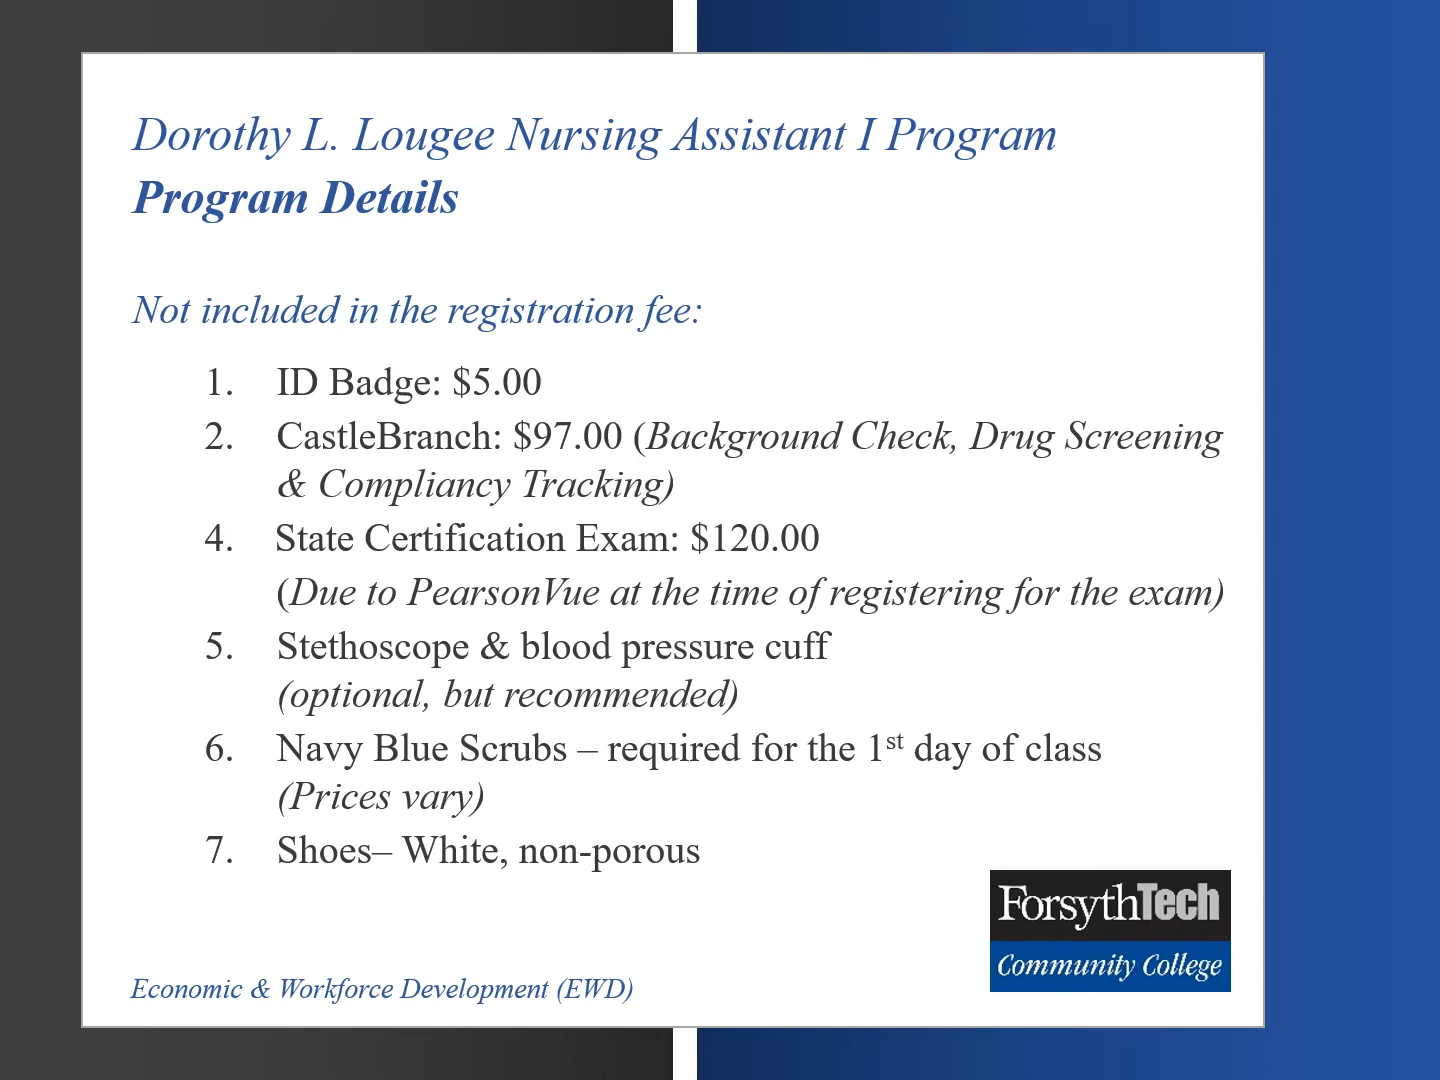 Dorothy L. Lougee Nursing Assistant I Program
Program Details
Not included in the registration fee:
1. ID Badge: $5.00
2. CastleBranch: $97.00 (Background Check, Drug Screening
& Compliancy Tracking)
4. State Certification Exam: $120.00
(Due to PearsonVue at the time of registering for the exam)
5. Stethoscope & blood pressure cuff
(optional, but recommended)
6. Navy Blue Scrubs – required for the 1st day of class
(Prices vary)
7. Shoes– White, non-porous
ForsythTech
Community College
Economic & Workforce Development (EWD)